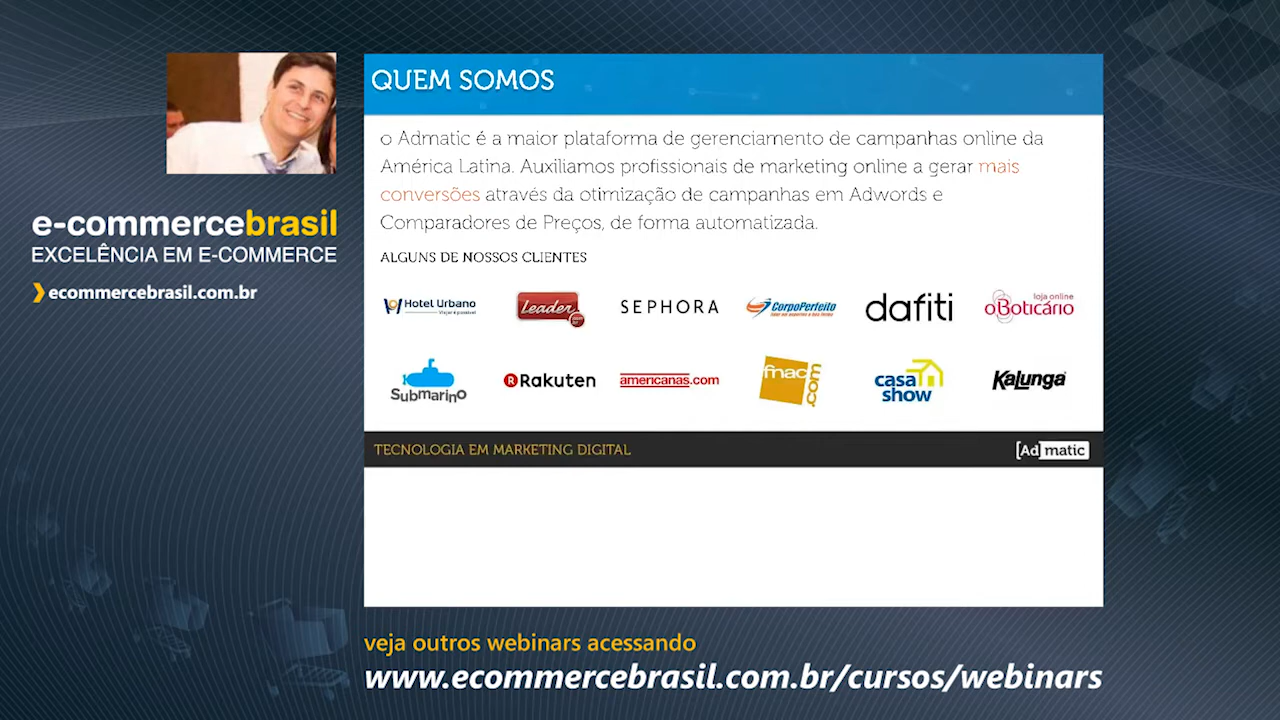 QUEM SOMOS
o Admatic é a maior plataforma de gerenciamento de campanhas online da
América Latina. Auxiliamos profissionais de marketing online a gerar mais
conversões através da otimização de campanhas em Adwords e
Comparadores de Preços, de forma automatizada.
ALGUNS DE NOSSOS CLIENTES
Hotel Urbano
Viajar é possível
Leader
.com.br
SEPHORA
CorpoPerfeito
dafiti
loja online
oBoticário
Submarino
Rakuten
americanas.com
fnac.com
casa show
Kalunga
TECNOLOGIA EM MARKETING DIGITAL
[Ad]matic
e-commercebrasil
EXCELÊNCIA EM E-COMMERCE
ecommercebrasil.com.br
veja outros webinars acessando
www.ecommercebrasil.com.br/cursos/webinars